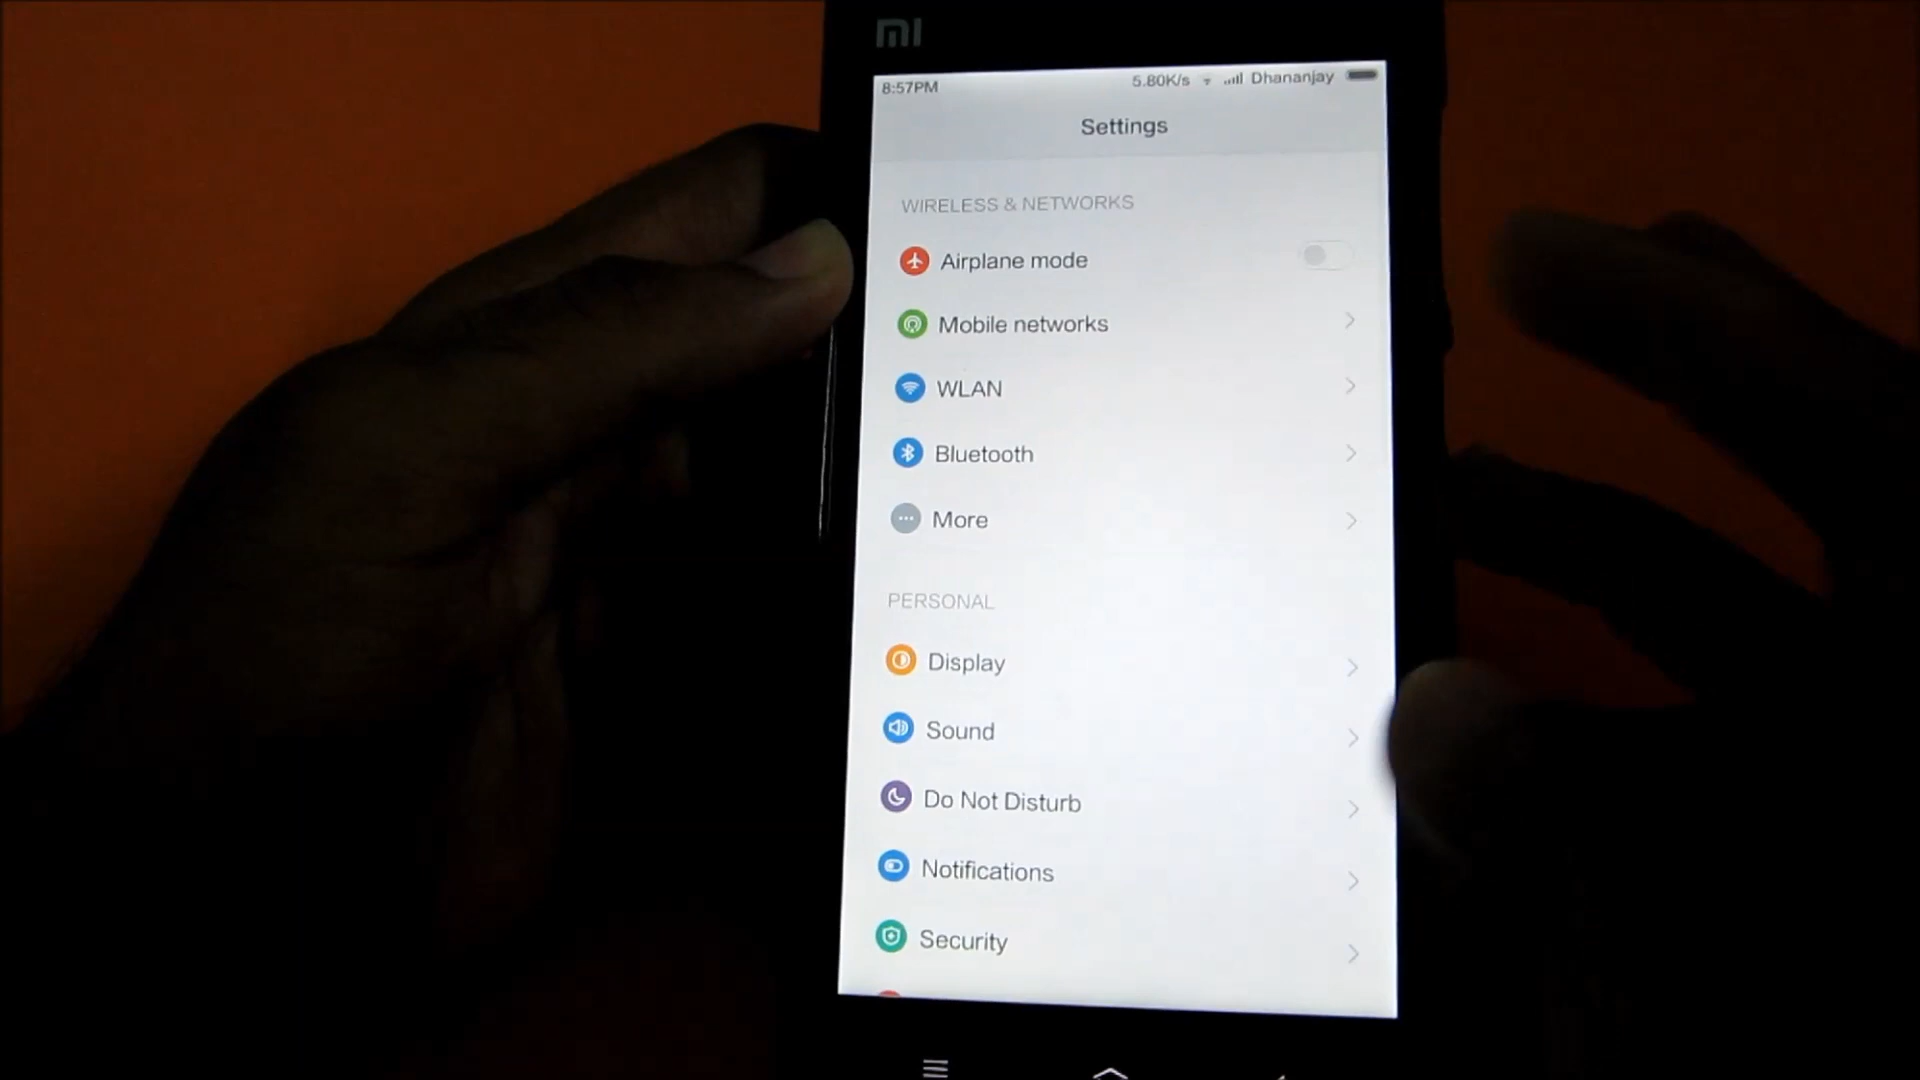 mi
8:57PM 5.80K/s Dhananjay
Settings
WIRELESS & NETWORKS
Airplane mode
Mobile networks
WLAN
Bluetooth
More
PERSONAL
Display
Sound
Do Not Disturb
Notifications
Security